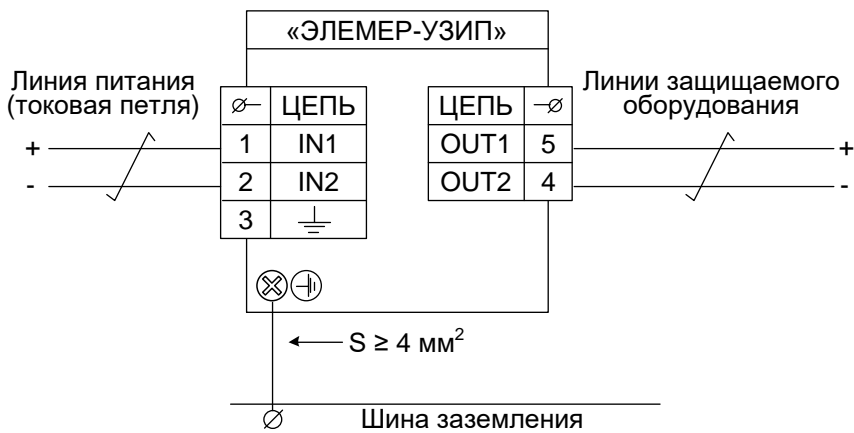 «ЭЛЕМЕР-УЗИП»
Линия питания
(токовая петля)
Линии защищаемого
оборудования
ЦЕПЬ
ЦЕПЬ
+ 1 IN1
OUT1 5 +
- 2 IN2
OUT2 4 -
3
S ≥ 4 мм²
Шина заземления